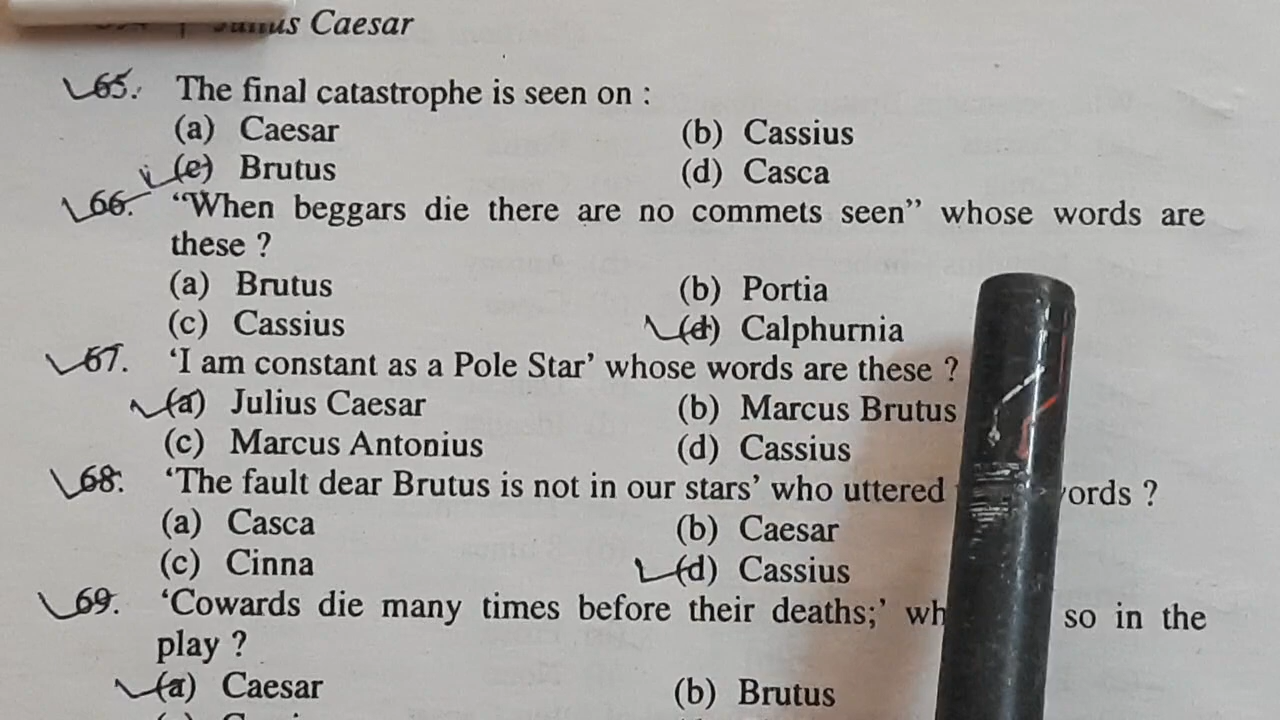 Julius Caesar
65. The final catastrophe is seen on :
(a) Caesar (b) Cassius
(c) Brutus (d) Casca
66. “When beggars die there are no commets seen” whose words are
these ?
(a) Brutus (b) Portia
(c) Cassius (d) Calphurnia
67. ‘I am constant as a Pole Star’ whose words are these ?
(a) Julius Caesar (b) Marcus Brutus
(c) Marcus Antonius (d) Cassius
68. ‘The fault dear Brutus is not in our stars’ who uttered ords ?
(a) Casca (b) Caesar
(c) Cinna (d) Cassius
69. ‘Cowards die many times before their deaths;’ wh so in the
play ?
(a) Caesar (b) Brutus